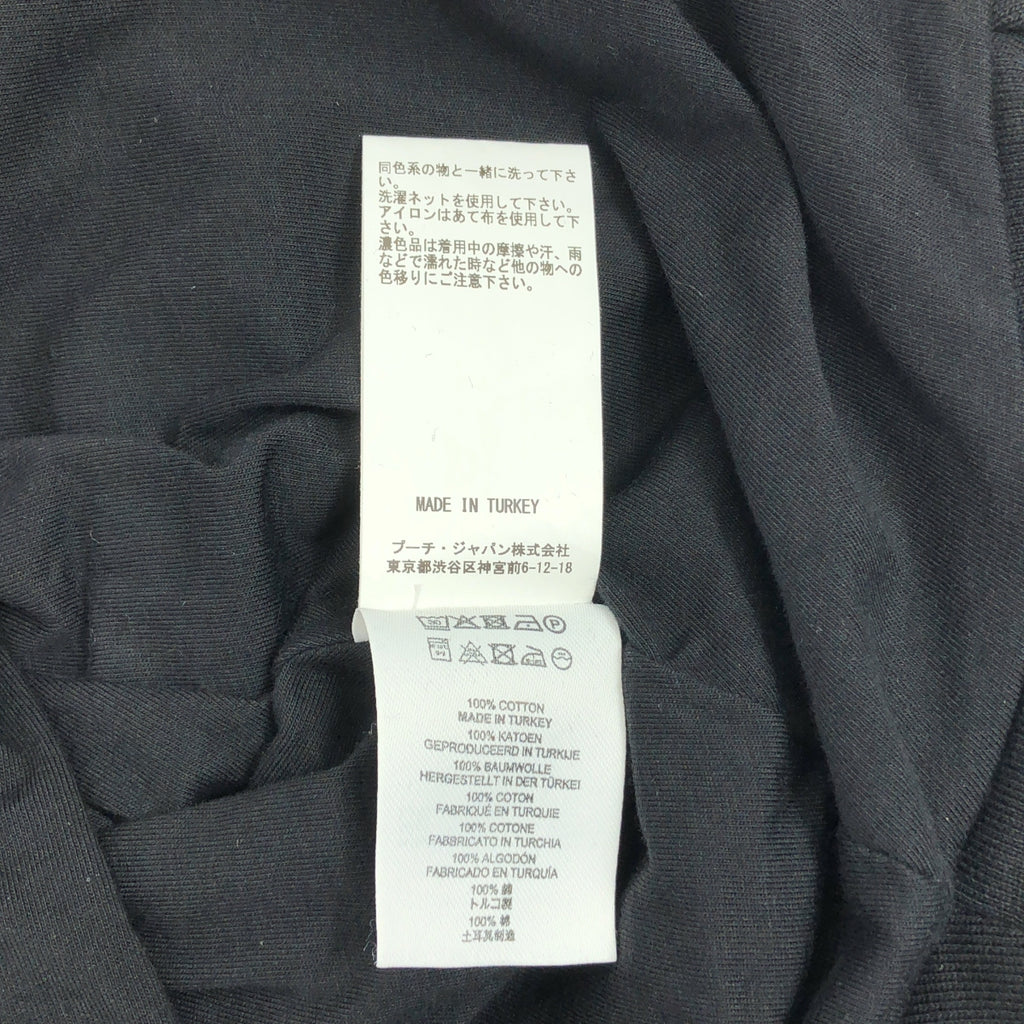 同色系の物と一緒に洗って下さ
い。
洗濯ネットを使用して下さい。
アイロンはあて布を使用して下
さい。
濃色品は着用中の摩擦や汗、雨
などで濡れた時など他の物への
色移りにご注意下さい。
MADE IN TURKEY
プーチ・ジャパン株式会社
東京都渋谷区神宮前6-12-18
100% COTTON
MADE IN TURKEY
100% KATOEN
GEPRODUCEERD IN TURKIJE
100% BAUMWOLLE
HERGESTELLT IN DER TÜRKEI
100% COTON
FABRIQUÉ EN TURQUIE
100% COTONE
FABBRICATO IN TURCHIA
100% ALGODÓN
FABRICADO EN TURQUÍA
100% 綿
トルコ製
100% 棉
土耳其制造